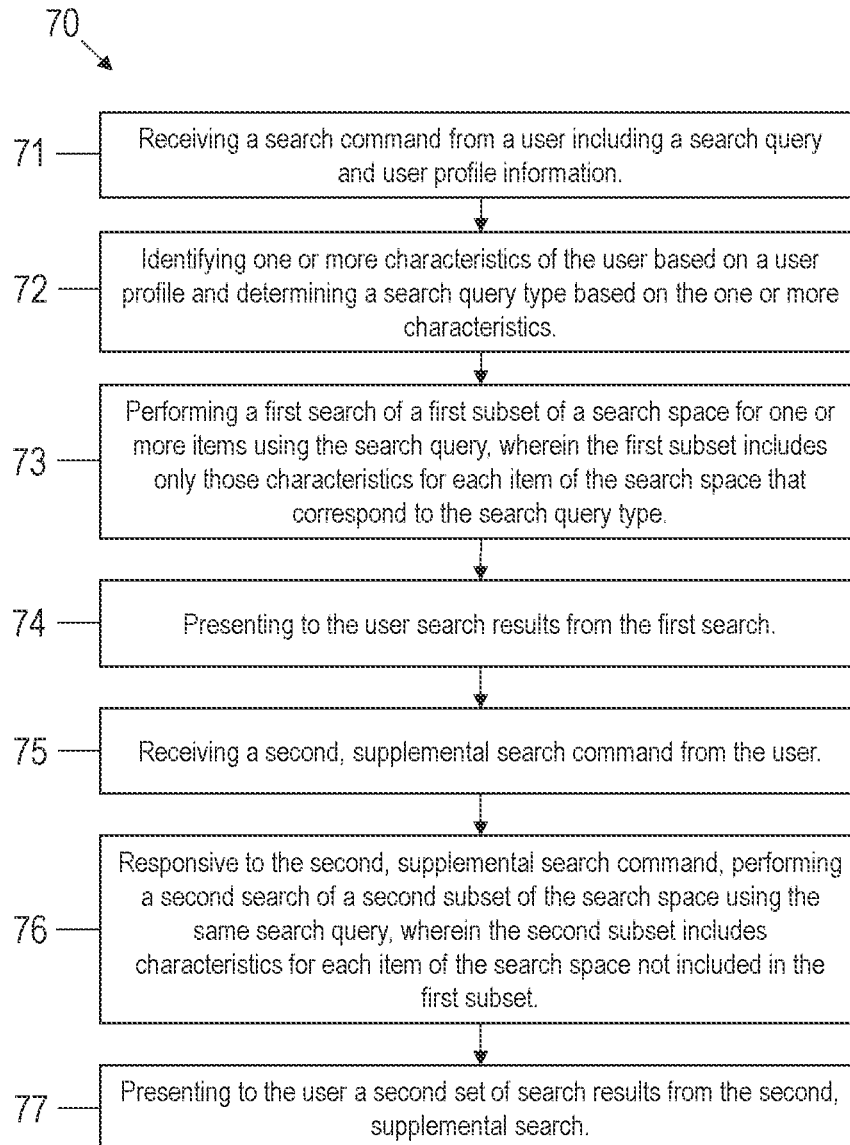 70
71
Receiving a search command from a user including a search query
and user profile information.
72
Identifying one or more characteristics of the user based on a user
profile and determining a search query type based on the one or more
characteristics.
73
Performing a first search of a first subset of a search space for one or
more items using the search query, wherein the first subset includes
only those characteristics for each item of the search space that
correspond to the search query type.
74
Presenting to the user search results from the first search.
75
Receiving a second, supplemental search command from the user.
76
Responsive to the second, supplemental search command, performing
a second search of a second subset of the search space using the
same search query, wherein the second subset includes
characteristics for each item of the search space not included in the
first subset.
77
Presenting to the user a second set of search results from the second,
supplemental search.